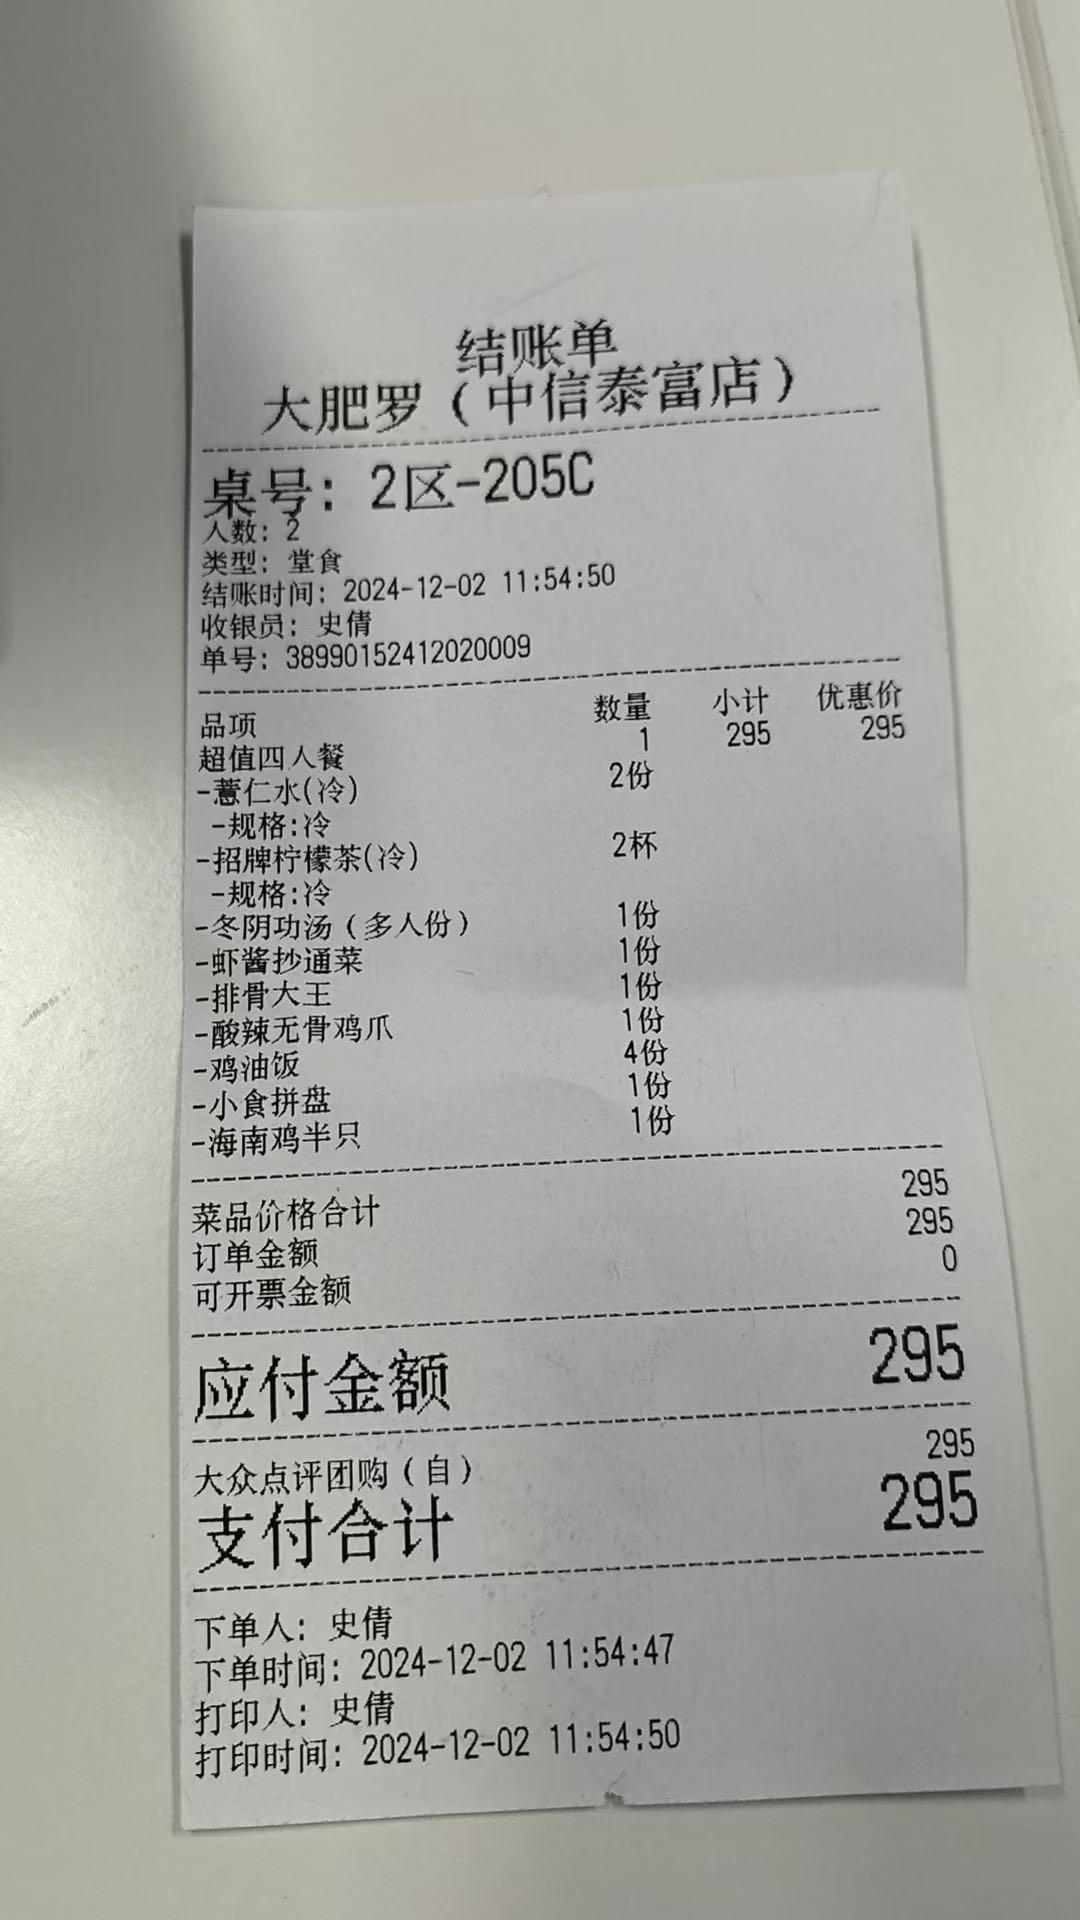 结账单
大肥罗（中信泰富店）
桌号: 2区-205C
人数: 2
类型: 堂食
结账时间: 2024-12-02 11:54:50
收银员: 史倩
单号: 38990152412020009
品项 数量 小计 优惠价
超值四人餐 1 295 295
-薏仁水(冷) 2份
-规格:冷
-招牌柠檬茶(冷) 2杯
-规格:冷
-冬阴功汤（多人份） 1份
-虾酱抄通菜 1份
-排骨大王 1份
-酸辣无骨鸡爪 1份
-鸡油饭 4份
-小食拼盘 1份
-海南鸡半只 1份
菜品价格合计 295
订单金额 295
可开票金额 0
应付金额 295
大众点评团购（自） 295
支付合计 295
下单人: 史倩
下单时间: 2024-12-02 11:54:47
打印人: 史倩
打印时间: 2024-12-02 11:54:50